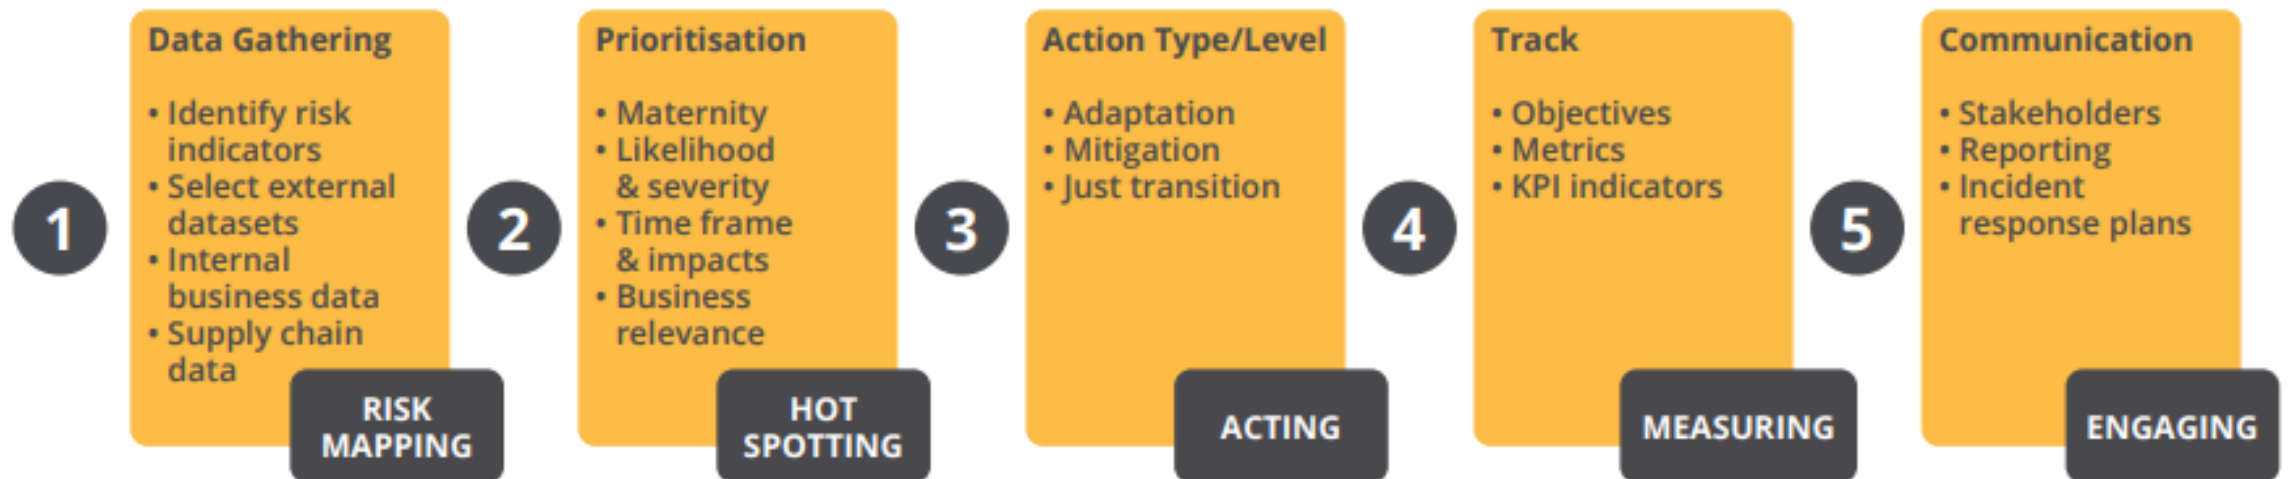 1
Data Gathering
• Identify risk
indicators
• Select external
datasets
• Internal
business data
• Supply chain
data
RISK
MAPPING
2
Prioritisation
• Maternity
• Likelihood
& severity
• Time frame
& impacts
• Business
relevance
HOT
SPOTTING
3
Action Type/Level
• Adaptation
• Mitigation
• Just transition
ACTING
4
Track
• Objectives
• Metrics
• KPI indicators
MEASURING
5
Communication
• Stakeholders
• Reporting
• Incident
response plans
ENGAGING